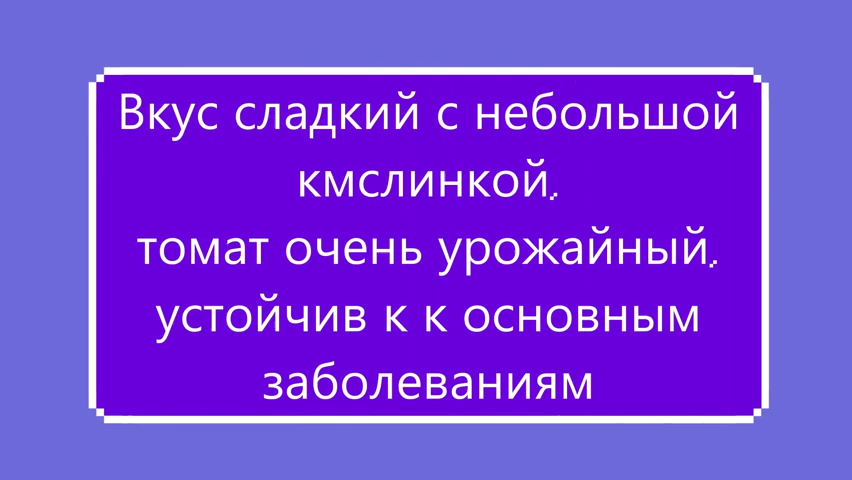 Вкус сладкий с небольшой
кмслинкой.
томат очень урожайный.
устойчив к к основным
заболеваниям